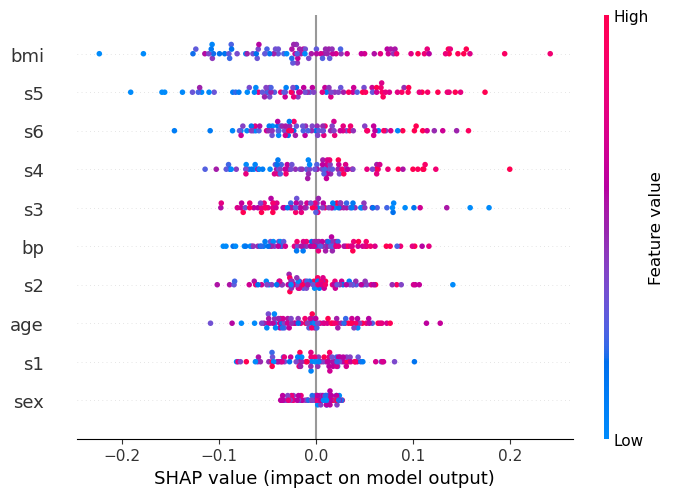 High
bmi
s5
s6
s4
s3
bp
s2
age
s1
sex
Feature value
Low
−0.2
−0.1
0.0
0.1
0.2
SHAP value (impact on model output)